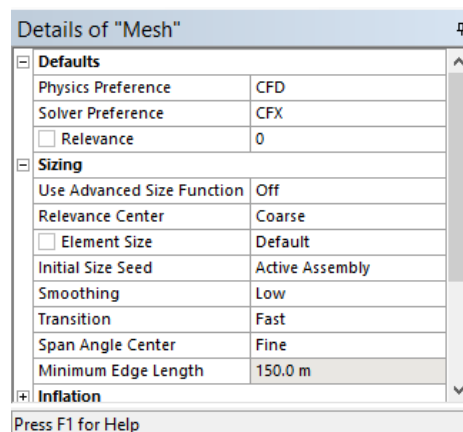 Details of "Mesh"
Defaults
Physics Preference CFD
Solver Preference CFX
Relevance 0
Sizing
Use Advanced Size Function Off
Relevance Center Coarse
Element Size Default
Initial Size Seed Active Assembly
Smoothing Low
Transition Fast
Span Angle Center Fine
Minimum Edge Length 150.0 m
Inflation
Press F1 for Help